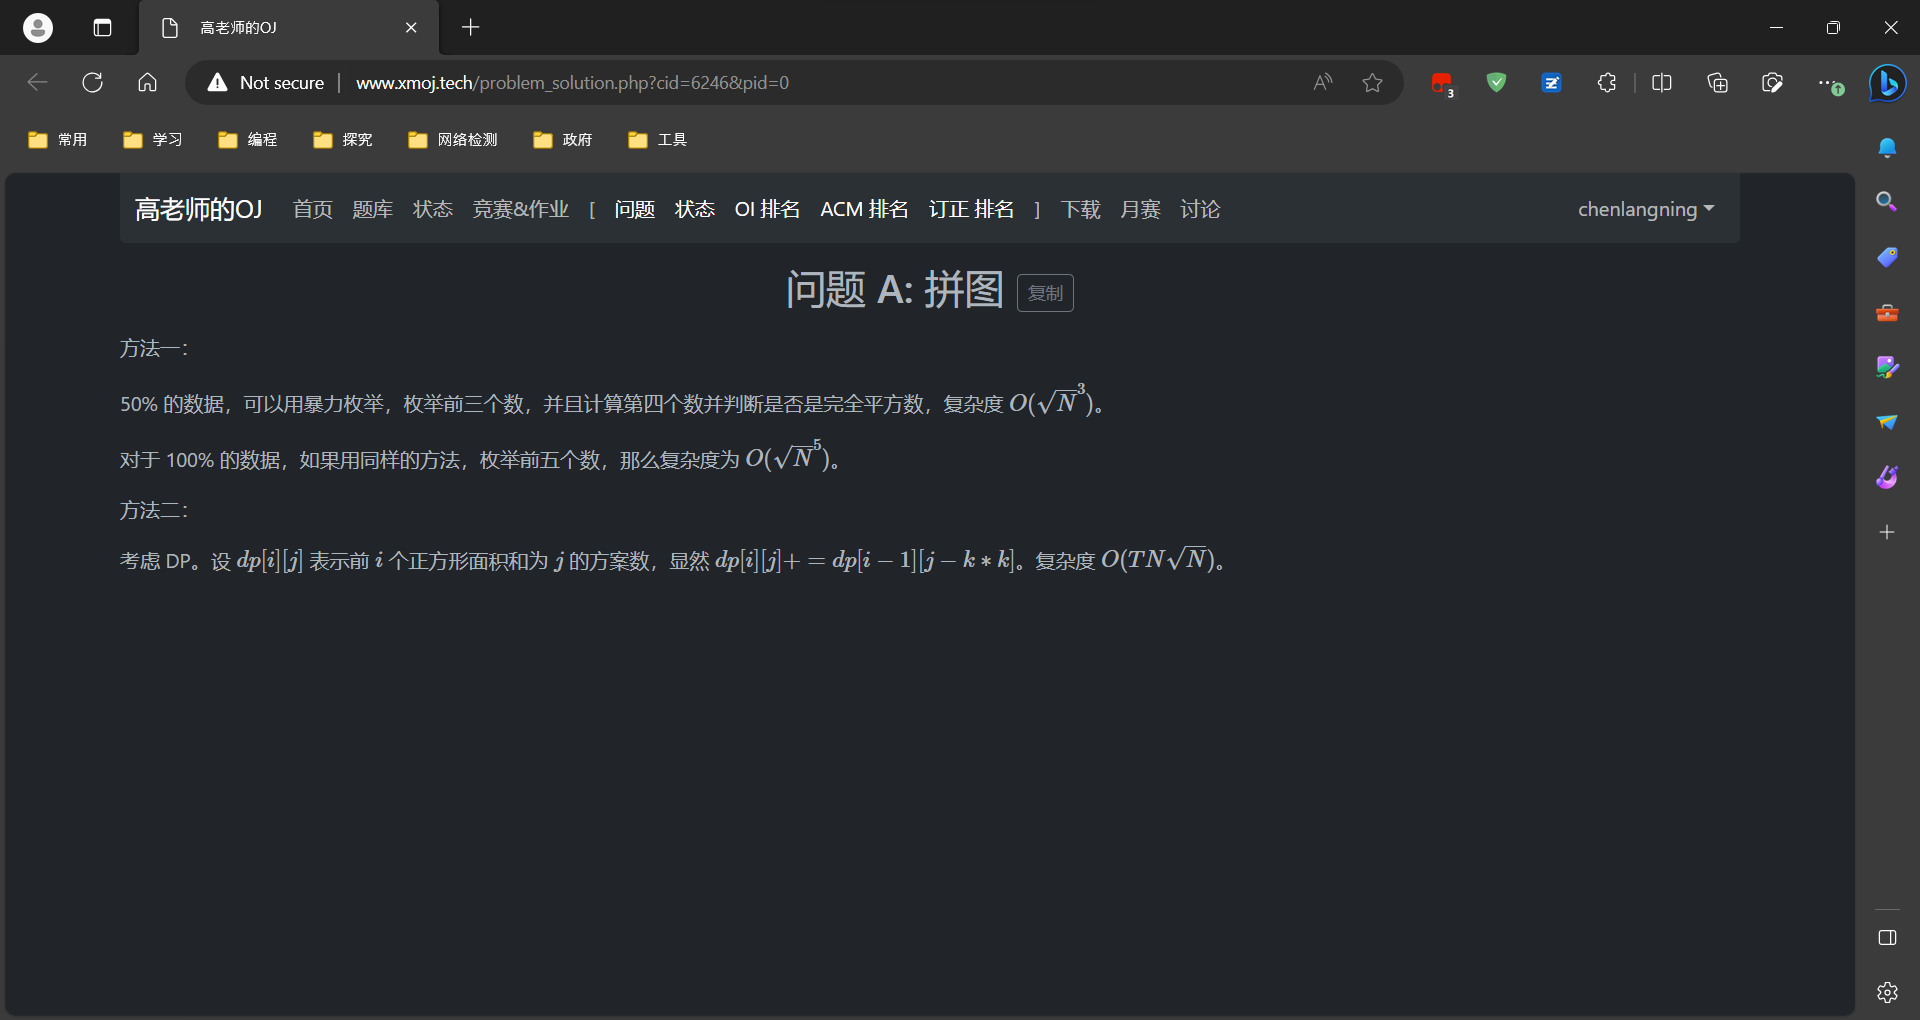 高老师的OJ
Not secure
www.xmoj.tech/problem_solution.php?cid=6246&pid=0
3
常用 学习 编程 探究 网络检测 政府 工具
高老师的OJ 首页 题库 状态 竞赛&作业 [ 问题 状态 OI 排名 ACM 排名 订正 排名 ] 下载 月赛 讨论 chenlangning
问题 A: 拼图 复制
方法一：
50% 的数据，可以用暴力枚举，枚举前三个数，并且计算第四个数并判断是否是完全平方数，复杂度 O(√N³)。
对于 100% 的数据，如果用同样的方法，枚举前五个数，那么复杂度为 O(√N⁵)。
方法二：
考虑 DP。设 dp[i][j] 表示前 i 个正方形面积和为 j 的方案数，显然 dp[i][j]+ = dp[i − 1][j − k ∗ k]。复杂度 O(TN√N)。